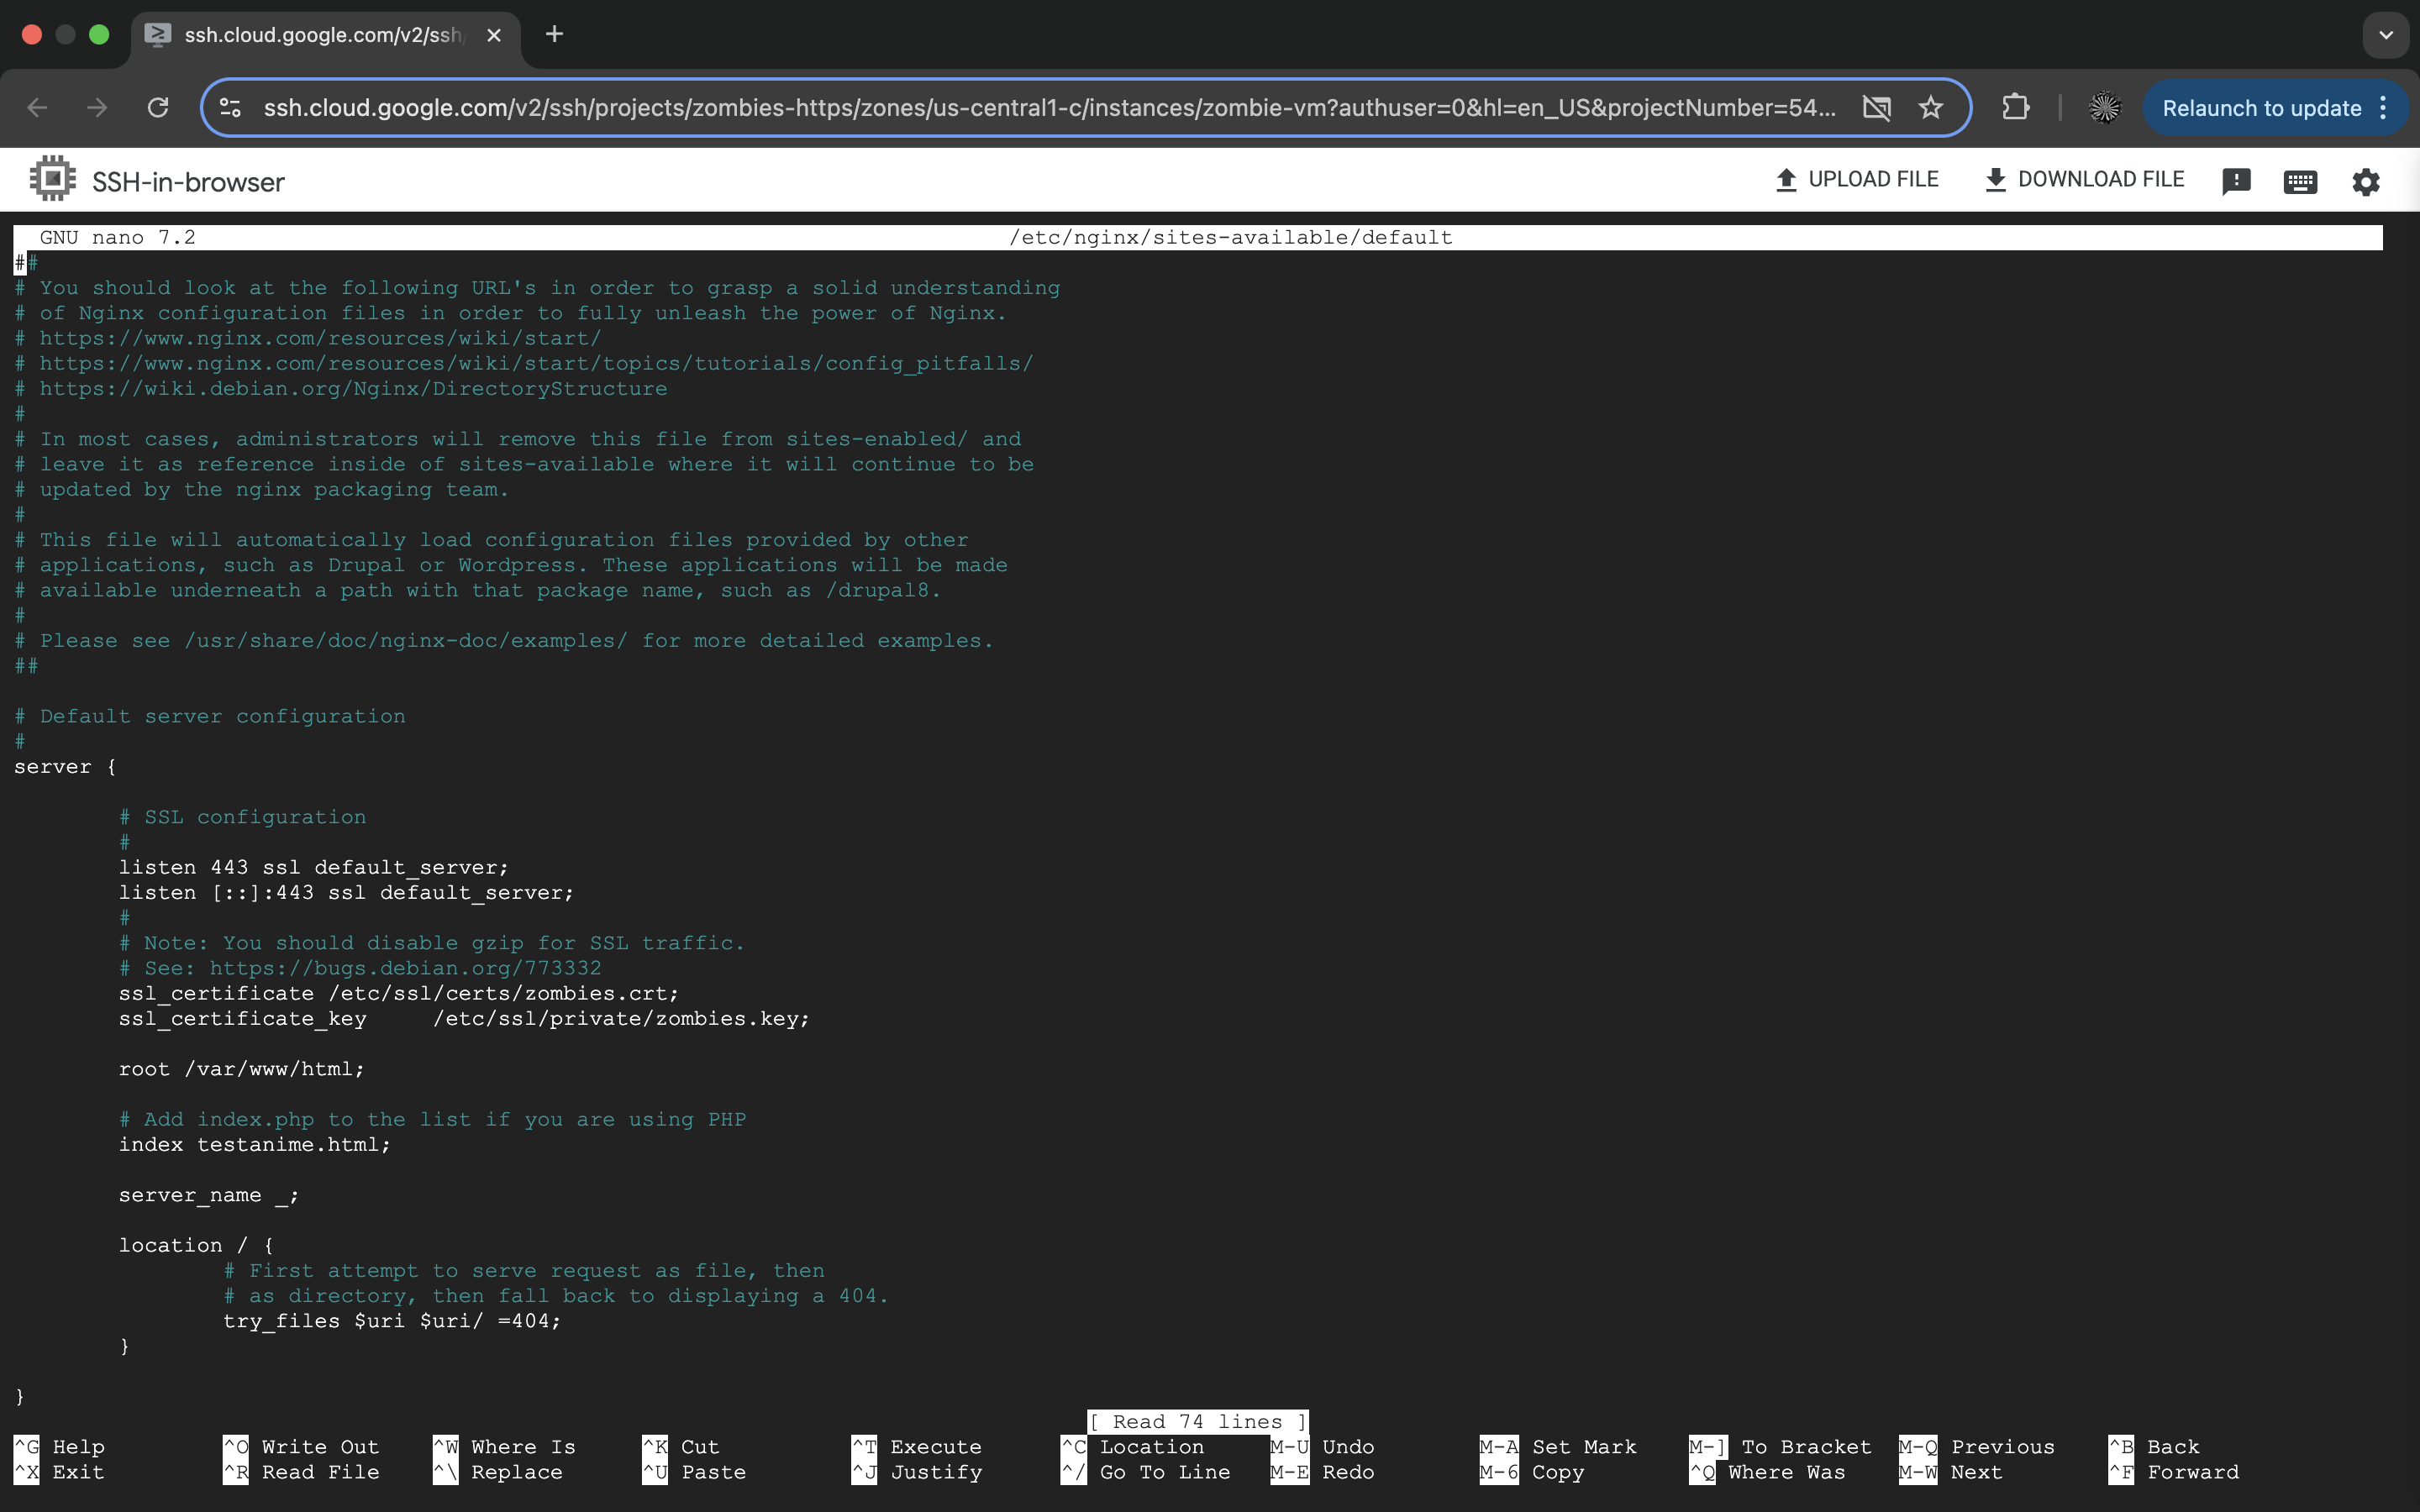 ssh.cloud.google.com/v2/ssh/
ssh.cloud.google.com/v2/ssh/projects/zombies-https/zones/us-central1-c/instances/zombie-vm?authuser=0&hl=en_US&projectNumber=54...
Relaunch to update
SSH-in-browser
UPLOAD FILE
DOWNLOAD FILE
GNU nano 7.2 /etc/nginx/sites-available/default
##
# You should look at the following URL's in order to grasp a solid understanding
# of Nginx configuration files in order to fully unleash the power of Nginx.
# https://www.nginx.com/resources/wiki/start/
# https://www.nginx.com/resources/wiki/start/topics/tutorials/config_pitfalls/
# https://wiki.debian.org/Nginx/DirectoryStructure
#
# In most cases, administrators will remove this file from sites-enabled/ and
# leave it as reference inside of sites-available where it will continue to be
# updated by the nginx packaging team.
#
# This file will automatically load configuration files provided by other
# applications, such as Drupal or Wordpress. These applications will be made
# available underneath a path with that package name, such as /drupal8.
#
# Please see /usr/share/doc/nginx-doc/examples/ for more detailed examples.
##
# Default server configuration
#
server {
# SSL configuration
#
listen 443 ssl default_server;
listen [::]:443 ssl default_server;
#
# Note: You should disable gzip for SSL traffic.
# See: https://bugs.debian.org/773332
ssl_certificate /etc/ssl/certs/zombies.crt;
ssl_certificate_key     /etc/ssl/private/zombies.key;
root /var/www/html;
# Add index.php to the list if you are using PHP
index testanime.html;
server_name _;
location / {
# First attempt to serve request as file, then
# as directory, then fall back to displaying a 404.
try_files $uri $uri/ =404;
}
}
[ Read 74 lines ]
^G Help ^O Write Out ^W Where Is ^K Cut ^T Execute ^C Location M-U Undo M-A Set Mark M-] To Bracket M-Q Previous ^B Back
^X Exit ^R Read File ^\ Replace ^U Paste ^J Justify ^/ Go To Line M-E Redo M-6 Copy ^Q Where Was M-W Next ^F Forward